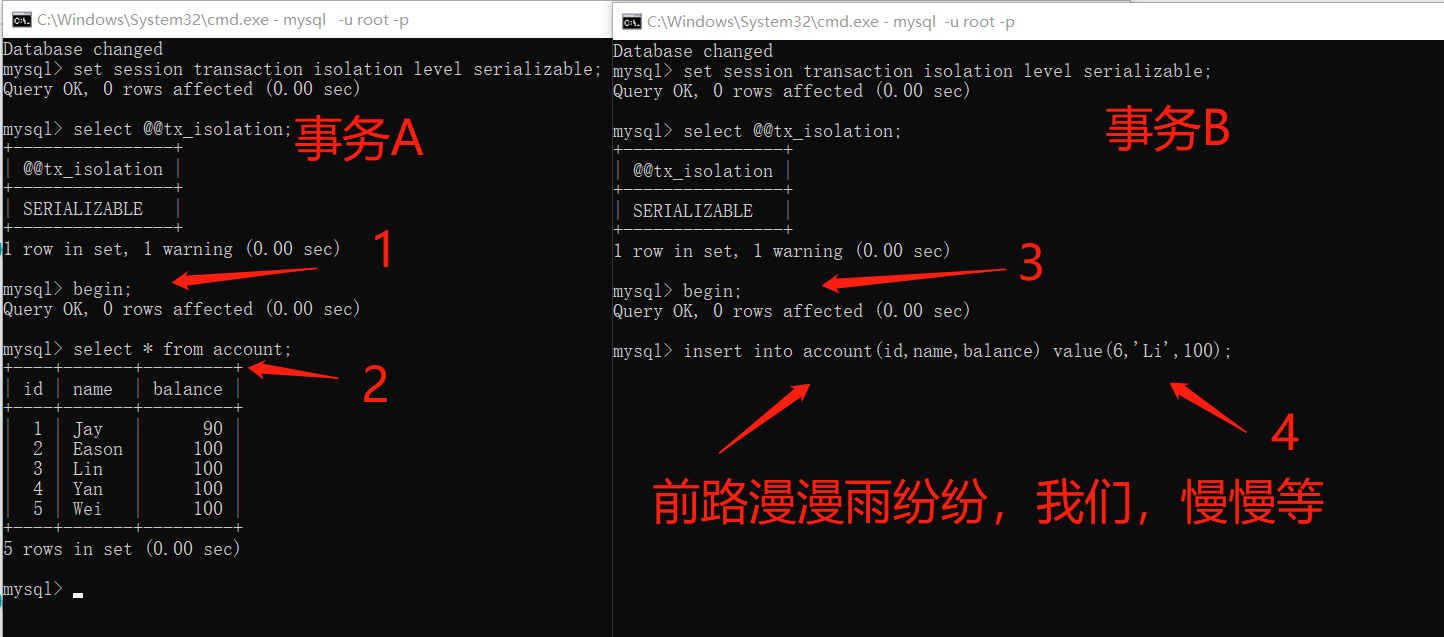 C:\Windows\System32\cmd.exe - mysql  -u root -p
Database changed
mysql> set session transaction isolation level serializable;
Query OK, 0 rows affected (0.00 sec)
mysql> select @@tx_isolation;
事务A
+----------------+
| @@tx_isolation |
+----------------+
| SERIALIZABLE   |
+----------------+
1 row in set, 1 warning (0.00 sec)
1
mysql> begin;
Query OK, 0 rows affected (0.00 sec)
mysql> select * from account;
+----+-------+---------+
2
| id | name  | balance |
+----+-------+---------+
|  1 | Jay   |      90 |
|  2 | Eason |     100 |
|  3 | Lin   |     100 |
|  4 | Yan   |     100 |
|  5 | Wei   |     100 |
+----+-------+---------+
5 rows in set (0.00 sec)
mysql>
C:\Windows\System32\cmd.exe - mysql  -u root -p
Database changed
mysql> set session transaction isolation level serializable;
Query OK, 0 rows affected (0.00 sec)
事务B
mysql> select @@tx_isolation;
+----------------+
| @@tx_isolation |
+----------------+
| SERIALIZABLE   |
+----------------+
1 row in set, 1 warning (0.00 sec)
3
mysql> begin;
Query OK, 0 rows affected (0.00 sec)
mysql> insert into account(id,name,balance) value(6,'Li',100);
4
前路漫漫雨纷纷，我们，慢慢等